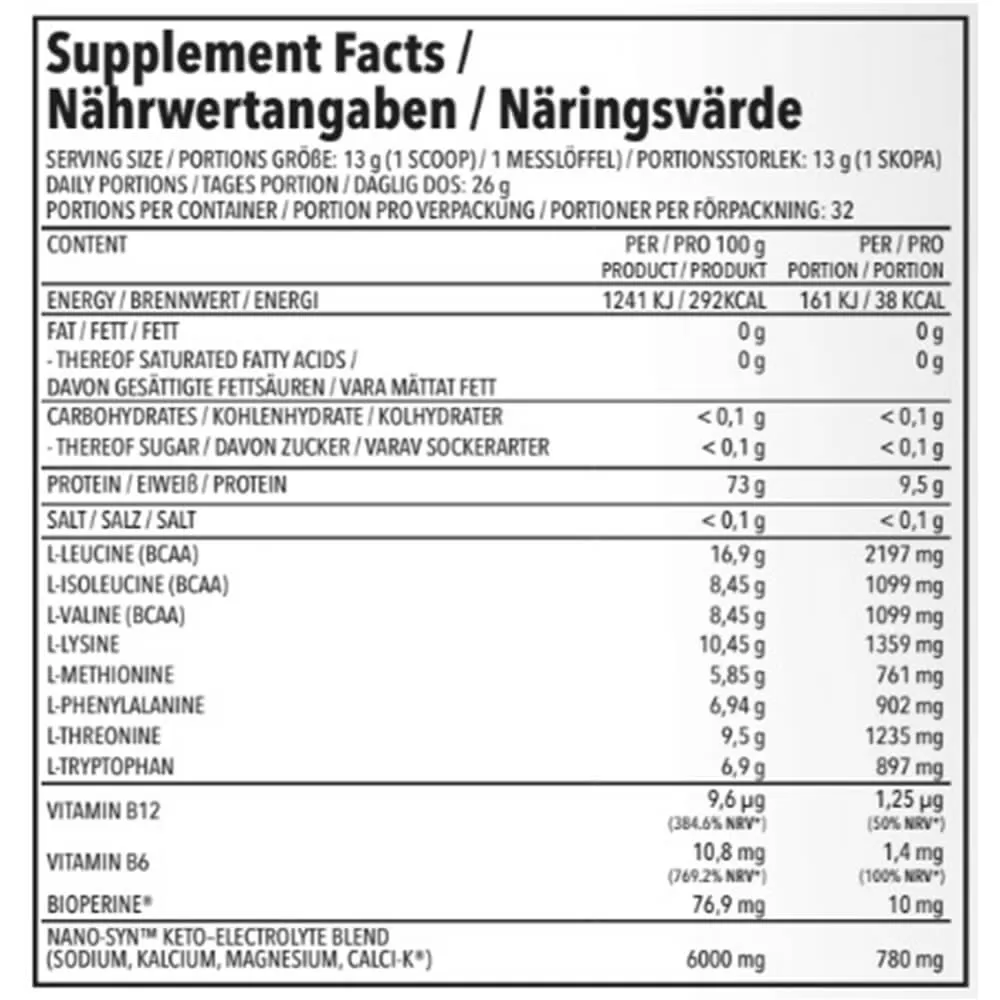 Supplement Facts /
Nährwertangaben / Näringsvärde
SERVING SIZE / PORTIONS GRÖßE: 13 g (1 SCOOP) / 1 MESSLÖFFEL) / PORTIONSSTORLEK: 13 g (1 SKOPA)
DAILY PORTIONS / TAGES PORTION / DAGLIG DOS: 26 g
PORTIONS PER CONTAINER / PORTION PRO VERPACKUNG / PORTIONER PER FÖRPACKNING: 32
CONTENT PER / PRO 100 g PER / PRO
PRODUCT / PRODUKT PORTION / PORTION
ENERGY / BRENNWERT / ENERGI 1241 KJ / 292KCAL 161 KJ / 38 KCAL
FAT / FETT / FETT 0 g 0 g
- THEREOF SATURATED FATTY ACIDS / 0 g 0 g
DAVON GESÄTTIGTE FETTSÄUREN / VARA MÄTTAT FETT
CARBOHYDRATES / KOHLENHYDRATE / KOLHYDRATER < 0,1 g < 0,1 g
- THEREOF SUGAR / DAVON ZUCKER / VARAV SOCKERARTER < 0,1 g < 0,1 g
PROTEIN / EIWEIß / PROTEIN 73 g 9,5 g
SALT / SALZ / SALT < 0,1 g < 0,1 g
L-LEUCINE (BCAA) 16,9 g 2197 mg
L-ISOLEUCINE (BCAA) 8,45 g 1099 mg
L-VALINE (BCAA) 8,45 g 1099 mg
L-LYSINE 10,45 g 1359 mg
L-METHIONINE 5,85 g 761 mg
L-PHENYLALANINE 6,94 g 902 mg
L-THREONINE 9,5 g 1235 mg
L-TRYPTOPHAN 6,9 g 897 mg
VITAMIN B12 9,6 µg 1,25 µg
(384.6% NRV*) (50% NRV*)
VITAMIN B6 10,8 mg 1,4 mg
(769.2% NRV*) (100% NRV*)
BIOPERINE® 76,9 mg 10 mg
NANO-SYN™ KETO-ELECTROLYTE BLEND
(SODIUM, KALCIUM, MAGNESIUM, CALCI-K®) 6000 mg 780 mg